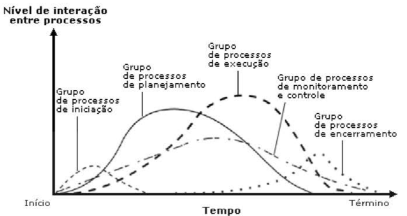 Nível de interação
entre processos
Grupo
de processos
de iniciação
Grupo
de processos
de planejamento
Grupo
de processos
de execução
Grupo de processos
de monitoramento
e controle
Grupo
de processos
de encerramento
Início
Tempo
Término